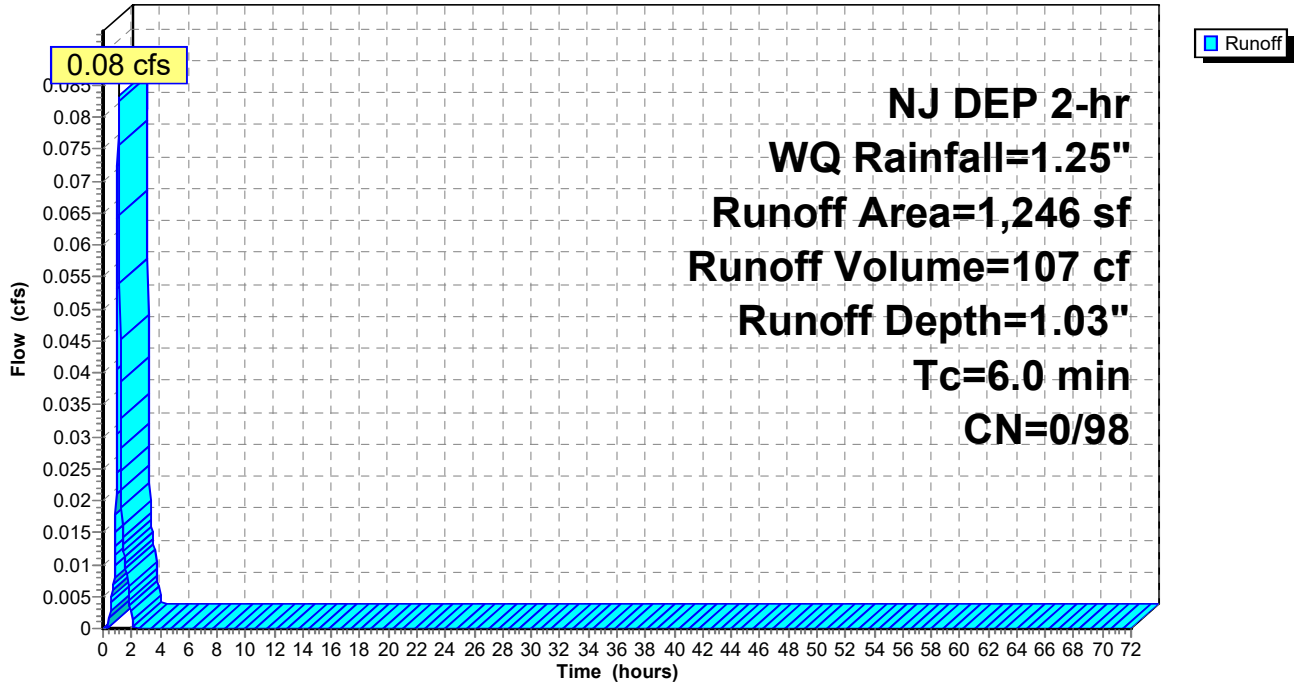 Runoff
0.08 cfs
0.085
0.08
0.075
0.07
0.065
0.06
0.055
0.05
0.045
0.04
0.035
0.03
0.025
0.02
0.015
0.01
0.005
0
Flow (cfs)
NJ DEP 2-hr
WQ Rainfall=1.25"
Runoff Area=1,246 sf
Runoff Volume=107 cf
Runoff Depth=1.03"
Tc=6.0 min
CN=0/98
0 2 4 6 8 10 12 14 16 18 20 22 24 26 28 30 32 34 36 38 40 42 44 46 48 50 52 54 56 58 60 62 64 66 68 70 72
Time (hours)